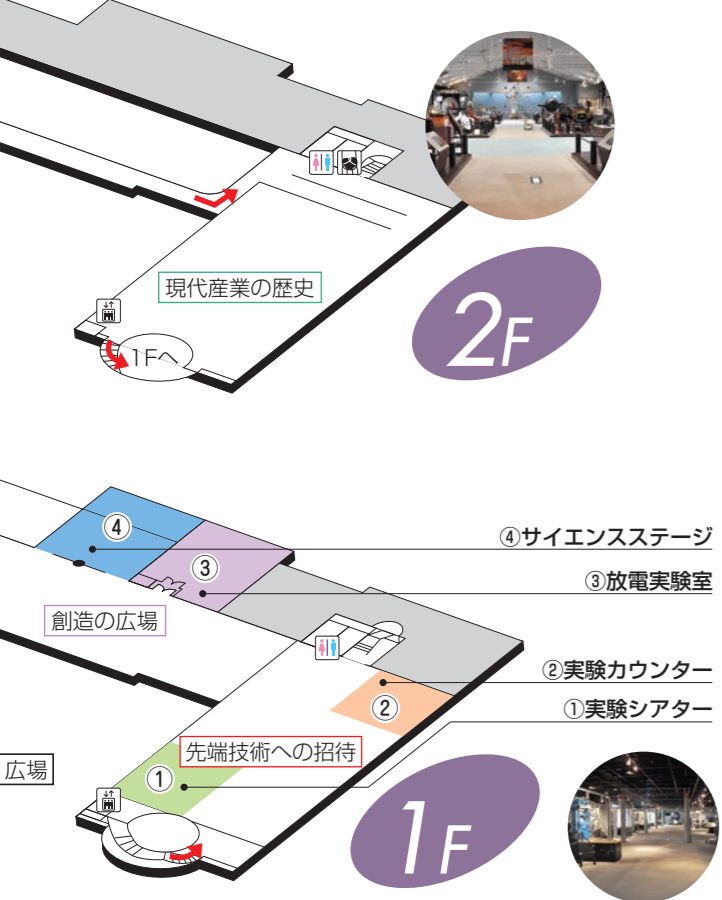 現代産業の歴史
1Fへ
2F
④
③
④サイエンスステージ
③放電実験室
創造の広場
②実験カウンター
②
①実験シアター
先端技術への招待
①
広場
1F